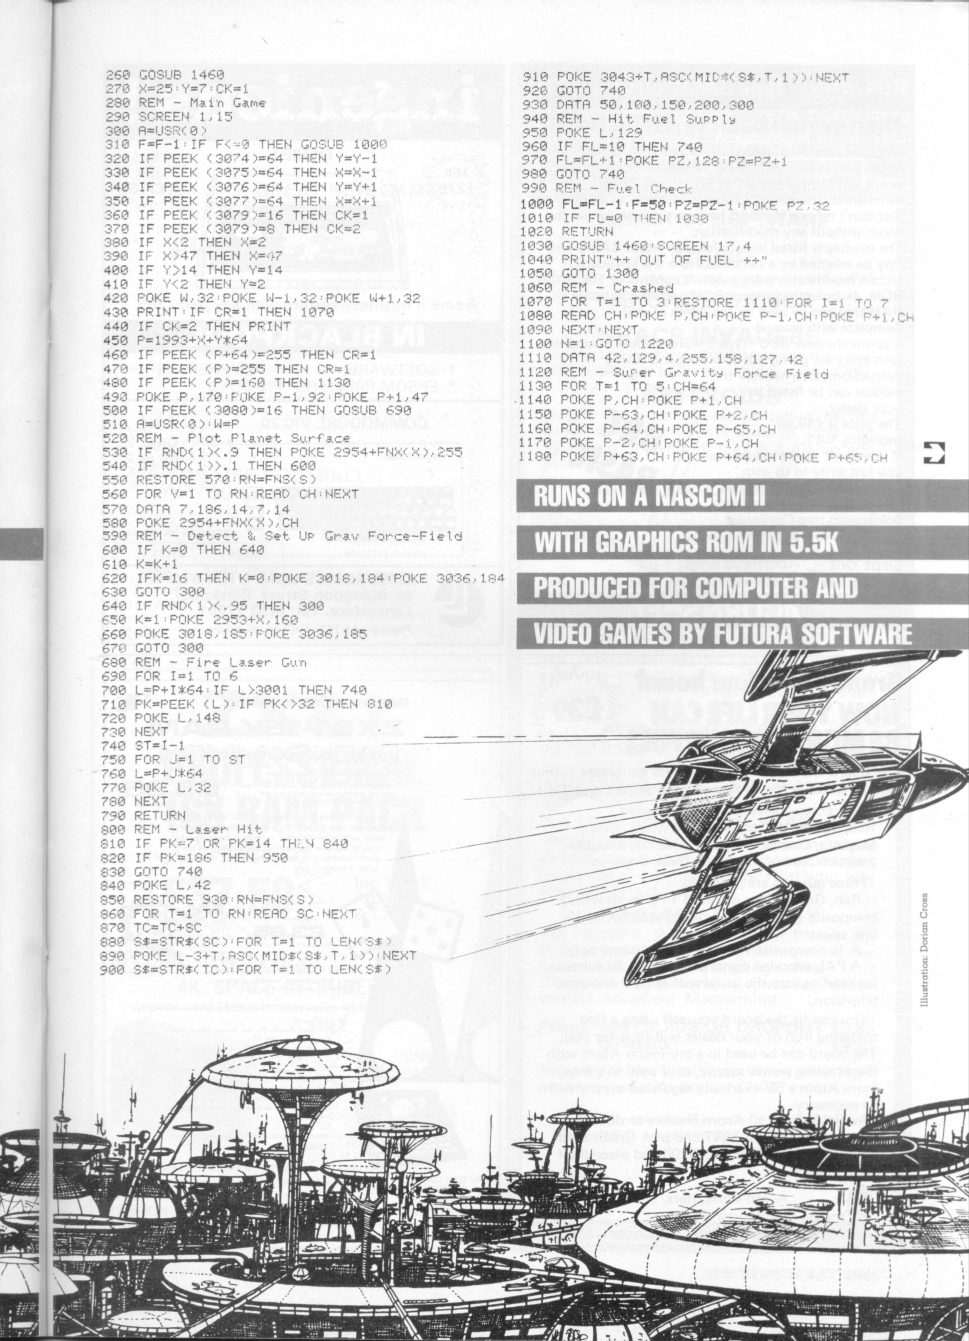 260 GOSUB 1460
270 X=25:Y=7:CK=1
280 REM - Main Game
290 SCREEN 1,15
300 A=USR(0)
310 F=F-1:IF F<=0 THEN GOSUB 1000
320 IF PEEK (3074)=64 THEN Y=Y-1
330 IF PEEK (3075)=64 THEN X=X-1
340 IF PEEK (3076)=64 THEN Y=Y+1
350 IF PEEK (3077)=64 THEN X=X+1
360 IF PEEK (3079)=16 THEN CK=1
370 IF PEEK (3079)=8 THEN CK=2
380 IF X<2 THEN X=2
390 IF X>47 THEN X=47
400 IF Y>14 THEN Y=14
410 IF Y<2 THEN Y=2
420 POKE W,32:POKE W-1,32:POKE W+1,32
430 PRINT:IF CR=1 THEN 1070
440 IF CK=2 THEN PRINT
450 P=1993+X+Y*64
460 IF PEEK (P+64)=255 THEN CR=1
470 IF PEEK (P)=255 THEN CR=1
480 IF PEEK (P)=160 THEN 1130
490 POKE P,170:POKE P-1,92:POKE P+1,47
500 IF PEEK (3080)=16 THEN GOSUB 690
510 A=USR(0):W=P
520 REM - Plot Planet Surface
530 IF RND(1)<.9 THEN POKE 2954+FNX(X),255
540 IF RND(1)>.1 THEN 600
550 RESTORE 570:RN=FNS(S)
560 FOR V=1 TO RN:READ CH:NEXT
570 DATA 7,186,14,7,14
580 POKE 2954+FNX(X),CH
590 REM - Detect & Set Up Grav Force-Field
600 IF K=0 THEN 640
610 K=K+1
620 IFK=16 THEN K=0:POKE 3018,184:POKE 3036,184
630 GOTO 300
640 IF RND(1)<.95 THEN 300
650 K=1:POKE 2953+X,160
660 POKE 3018,185:POKE 3036,185
670 GOTO 300
680 REM - Fire Laser Gun
690 FOR I=1 TO 6
700 L=P+I*64:IF L>3001 THEN 740
710 PK=PEEK (L):IF PK<>32 THEN 810
720 POKE L,148
730 NEXT
740 ST=I-1
750 FOR J=1 TO ST
760 L=P+J*64
770 POKE L,32
780 NEXT
790 RETURN
800 REM - Laser Hit
810 IF PK=7 OR PK=14 THEN 840
820 IF PK=186 THEN 950
830 GOTO 740
840 POKE L,42
850 RESTORE 930:RN=FNS(S)
860 FOR T=1 TO RN:READ SC:NEXT
870 TC=TC+SC
880 S$=STR$(SC):FOR T=1 TO LEN(S$)
890 POKE L-3+T,ASC(MID$(S$,T,1)):NEXT
900 S$=STR$(TC):FOR T=1 TO LEN(S$)
910 POKE 3043+T,ASC(MID$(S$,T,1)):NEXT
920 GOTO 740
930 DATA 50,100,150,200,300
940 REM - Hit Fuel Supply
950 POKE L,129
960 IF FL=10 THEN 740
970 FL=FL+1:POKE PZ,128:PZ=PZ+1
980 GOTO 740
990 REM - Fuel Check
1000 FL=FL-1:F=50:PZ=PZ-1:POKE PZ,32
1010 IF FL=0 THEN 1030
1020 RETURN
1030 GOSUB 1460:SCREEN 17,4
1040 PRINT"++ OUT OF FUEL ++"
1050 GOTO 1300
1060 REM - Crashed
1070 FOR T=1 TO 3:RESTORE 1110:FOR I=1 TO 7
1080 READ CH:POKE P,CH:POKE P-1,CH:POKE P+1,CH
1090 NEXT:NEXT
1100 N=1:GOTO 1220
1110 DATA 42,129,4,255,158,127,42
1120 REM - Super Gravity Force Field
1130 FOR T=1 TO 5:CH=64
1140 POKE P,CH:POKE P+1,CH
1150 POKE P-63,CH:POKE P+2,CH
1160 POKE P-64,CH:POKE P-65,CH
1170 POKE P-2,CH:POKE P-1,CH
1180 POKE P+63,CH:POKE P+64,CH:POKE P+65,CH
RUNS ON A NASCOM II
WITH GRAPHICS ROM IN 5.5K
PRODUCED FOR COMPUTER AND
VIDEO GAMES BY FUTURA SOFTWARE
Illustration: Dorian Cross